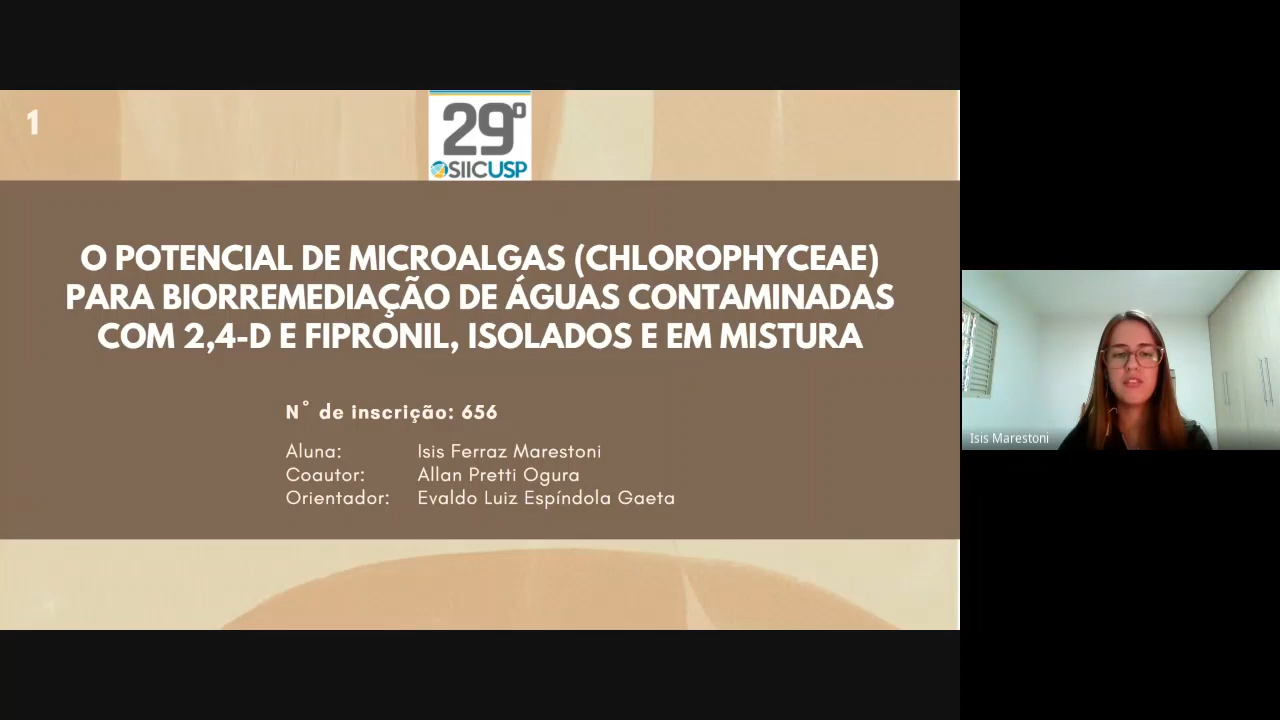 1
29º
SIICUSP
O POTENCIAL DE MICROALGAS (CHLOROPHYCEAE)
PARA BIORREMEDIAÇÃO DE ÁGUAS CONTAMINADAS
COM 2,4-D E FIPRONIL, ISOLADOS E EM MISTURA
N° de inscrição: 656
Aluna: Isis Ferraz Marestoni
Coautor: Allan Pretti Ogura
Orientador: Evaldo Luiz Espíndola Gaeta
Isis Marestoni